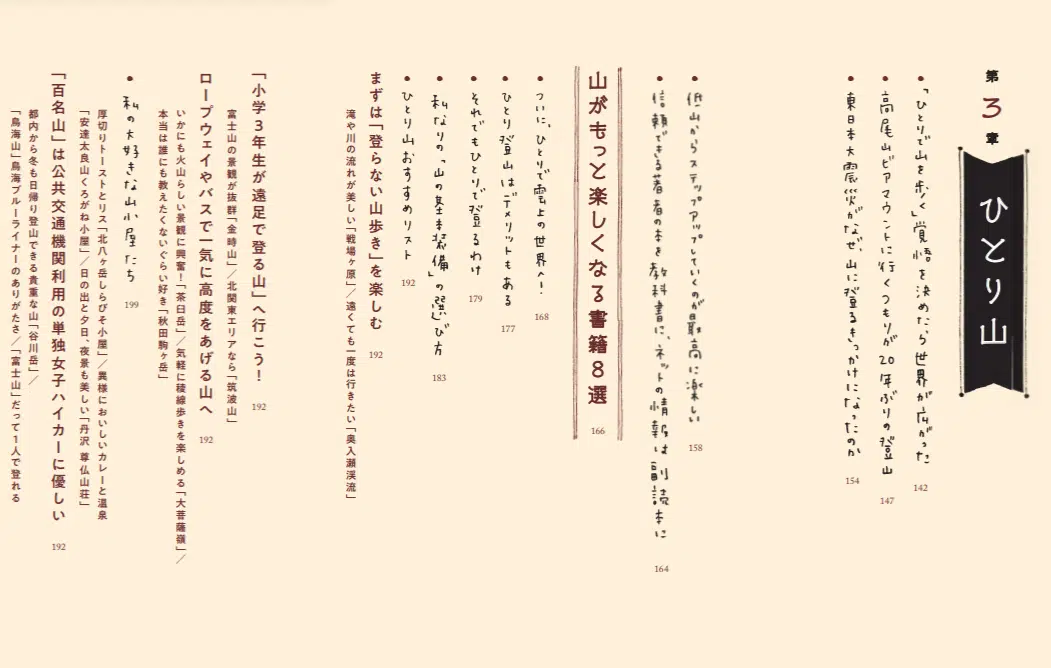 第3章
ひとり山
「ひとりで山を歩く」覚悟を決めたら世界が広がった 142
高尾山ビアマウントに行くつもりが20年ぶりの登山 147
東日本大震災がなぜ、山に登るきっかけになったのか 154
低山からステップアップしていくのが最高に楽しい 158
信頼できる著者の本を教科書に、ネットの情報は副読本に 164
山がもっと楽しくなる書籍8選 166
ついに、ひとりで雲上の世界へ! 168
ひとり登山はデメリットもある 177
それでもひとりで登るわけ 179
私なりの「山の基本装備」の選び方 183
ひとり山おすすめリスト 192
まずは「登らない山歩き」を楽しむ 192
滝や川の流れが美しい「戦場ヶ原」/遠くても一度は行きたい「奥入瀬渓流」
「小学3年生が遠足で登る山」へ行こう! 192
富士山の景観が抜群「金時山」/北関東エリアなら「筑波山」
ロープウェイやバスで一気に高度をあげる山へ 192
いかにも火山らしい景観に興奮!「茶臼岳」/気軽に稜線歩きを楽しめる「大菩薩嶺」/
本当は誰にも教えたくないぐらい好き「秋田駒ヶ岳」
私の大好きな山小屋たち 199
厚切りトーストとリス「北八ヶ岳しらびそ小屋」/異様においしいカレーと温泉
「安達太良山くろがね小屋」/日の出と夕日、夜景も美しい「丹沢 尊仏山荘」
「百名山」は公共交通機関利用の単独女子ハイカーに優しい 192
都内から冬も日帰り登山できる貴重な山「谷川岳」/
「鳥海山」鳥海ブルーライナーのありがたさ/「富士山」だって1人で登れる